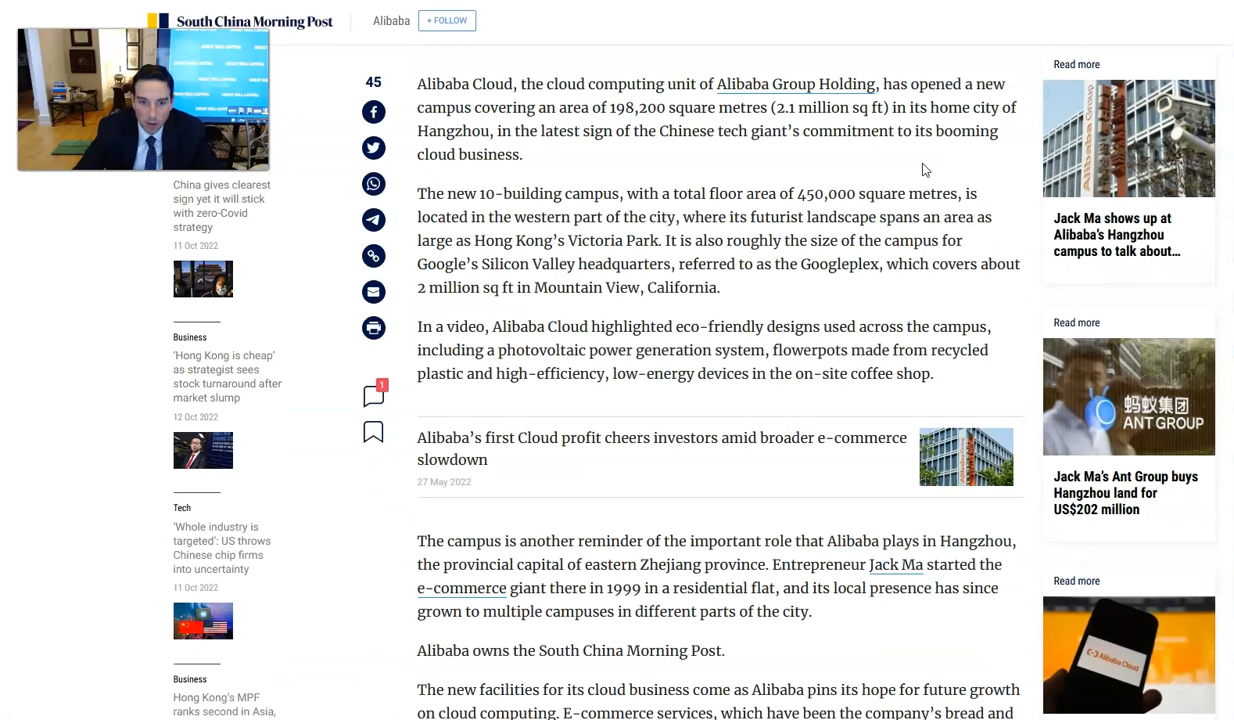 South China Morning Post
Alibaba
+ FOLLOW
GREAT HILL CAPITAL
China gives clearest
sign yet it will stick
with zero-Covid
strategy
11 Oct 2022
Business
'Hong Kong is cheap'
as strategist sees
stock turnaround after
market slump
12 Oct 2022
Tech
'Whole industry is
targeted': US throws
Chinese chip firms
into uncertainty
11 Oct 2022
Business
Hong Kong's MPF
ranks second in Asia,
45
1
Alibaba Cloud, the cloud computing unit of Alibaba Group Holding, has opened a new
campus covering an area of 198,200 square metres (2.1 million sq ft) in its home city of
Hangzhou, in the latest sign of the Chinese tech giant's commitment to its booming
cloud business.
The new 10-building campus, with a total floor area of 450,000 square metres, is
located in the western part of the city, where its futurist landscape spans an area as
large as Hong Kong's Victoria Park. It is also roughly the size of the campus for
Google's Silicon Valley headquarters, referred to as the Googleplex, which covers about
2 million sq ft in Mountain View, California.
In a video, Alibaba Cloud highlighted eco-friendly designs used across the campus,
including a photovoltaic power generation system, flowerpots made from recycled
plastic and high-efficiency, low-energy devices in the on-site coffee shop.
Alibaba's first Cloud profit cheers investors amid broader e-commerce
slowdown
27 May 2022
The campus is another reminder of the important role that Alibaba plays in Hangzhou,
the provincial capital of eastern Zhejiang province. Entrepreneur Jack Ma started the
e-commerce giant there in 1999 in a residential flat, and its local presence has since
grown to multiple campuses in different parts of the city.
Alibaba owns the South China Morning Post.
The new facilities for its cloud business come as Alibaba pins its hope for future growth
on cloud computing. E-commerce services, which have been the company's bread and
Read more
Alibaba Group
Jack Ma shows up at
Alibaba's Hangzhou
campus to talk about...
Read more
蚂蚁集团
ANT GROUP
Jack Ma's Ant Group buys
Hangzhou land for
US$202 million
Read more
Alibaba Cloud